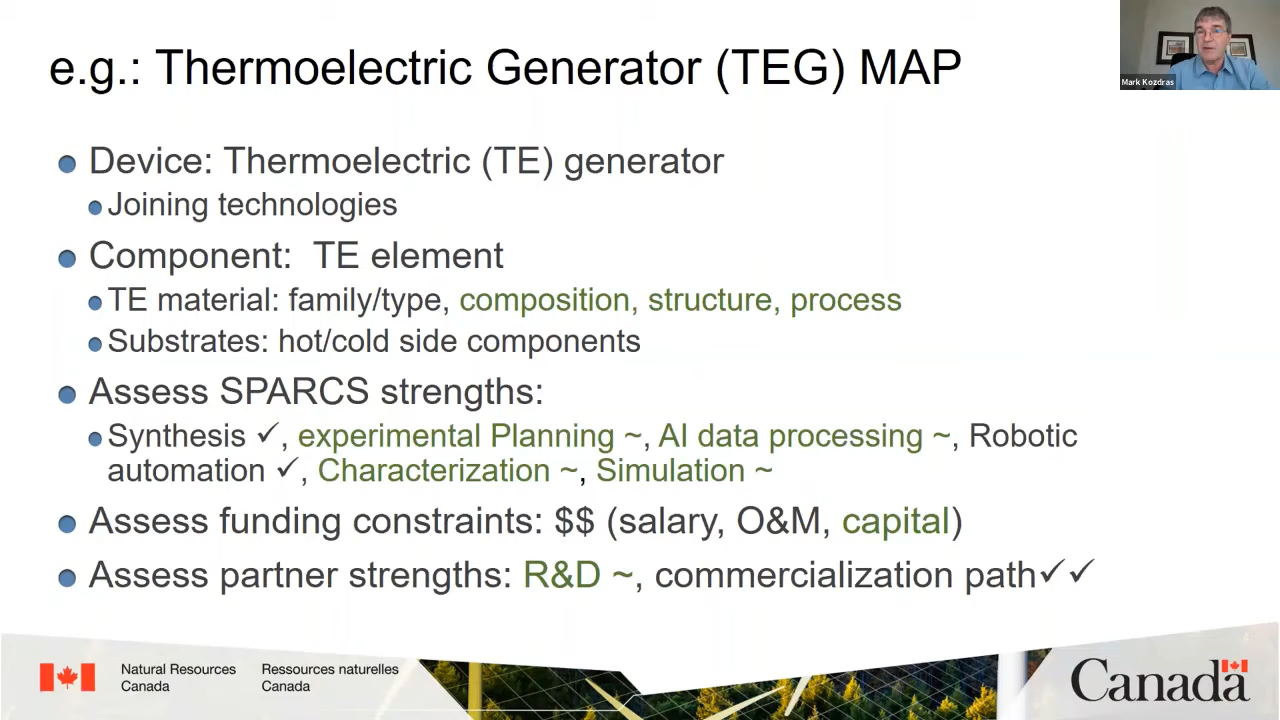 e.g.: Thermoelectric Generator (TEG) MAP
Mark Kozdras
Device: Thermoelectric (TE) generator
Joining technologies
Component: TE element
TE material: family/type, composition, structure, process
Substrates: hot/cold side components
Assess SPARCS strengths:
Synthesis ✓, experimental Planning ~, AI data processing ~, Robotic
automation ✓, Characterization ~, Simulation ~
Assess funding constraints: $$ (salary, O&M, capital)
Assess partner strengths: R&D ~, commercialization path✓✓
Natural Resources
Canada
Ressources naturelles
Canada
Canada